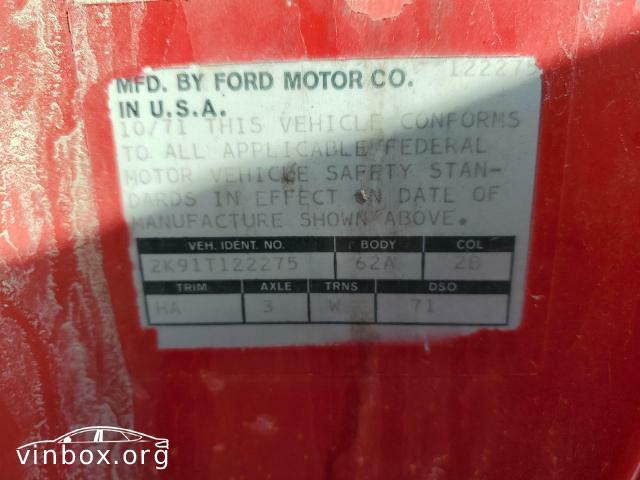 122275
MFD. BY FORD MOTOR CO.
IN U.S.A.
10/71 THIS VEHICLE CONFORMS
TO ALL APPLICABLE FEDERAL
MOTOR VEHICLE SAFETY STAN-
DARDS IN EFFECT ON DATE OF
MANUFACTURE SHOWN ABOVE.
VEH. IDENT. NO. BODY COL
2K91T122275 62A 2B
TRIM AXLE TRNS DSO
HA 3 W 71
vinbox.org